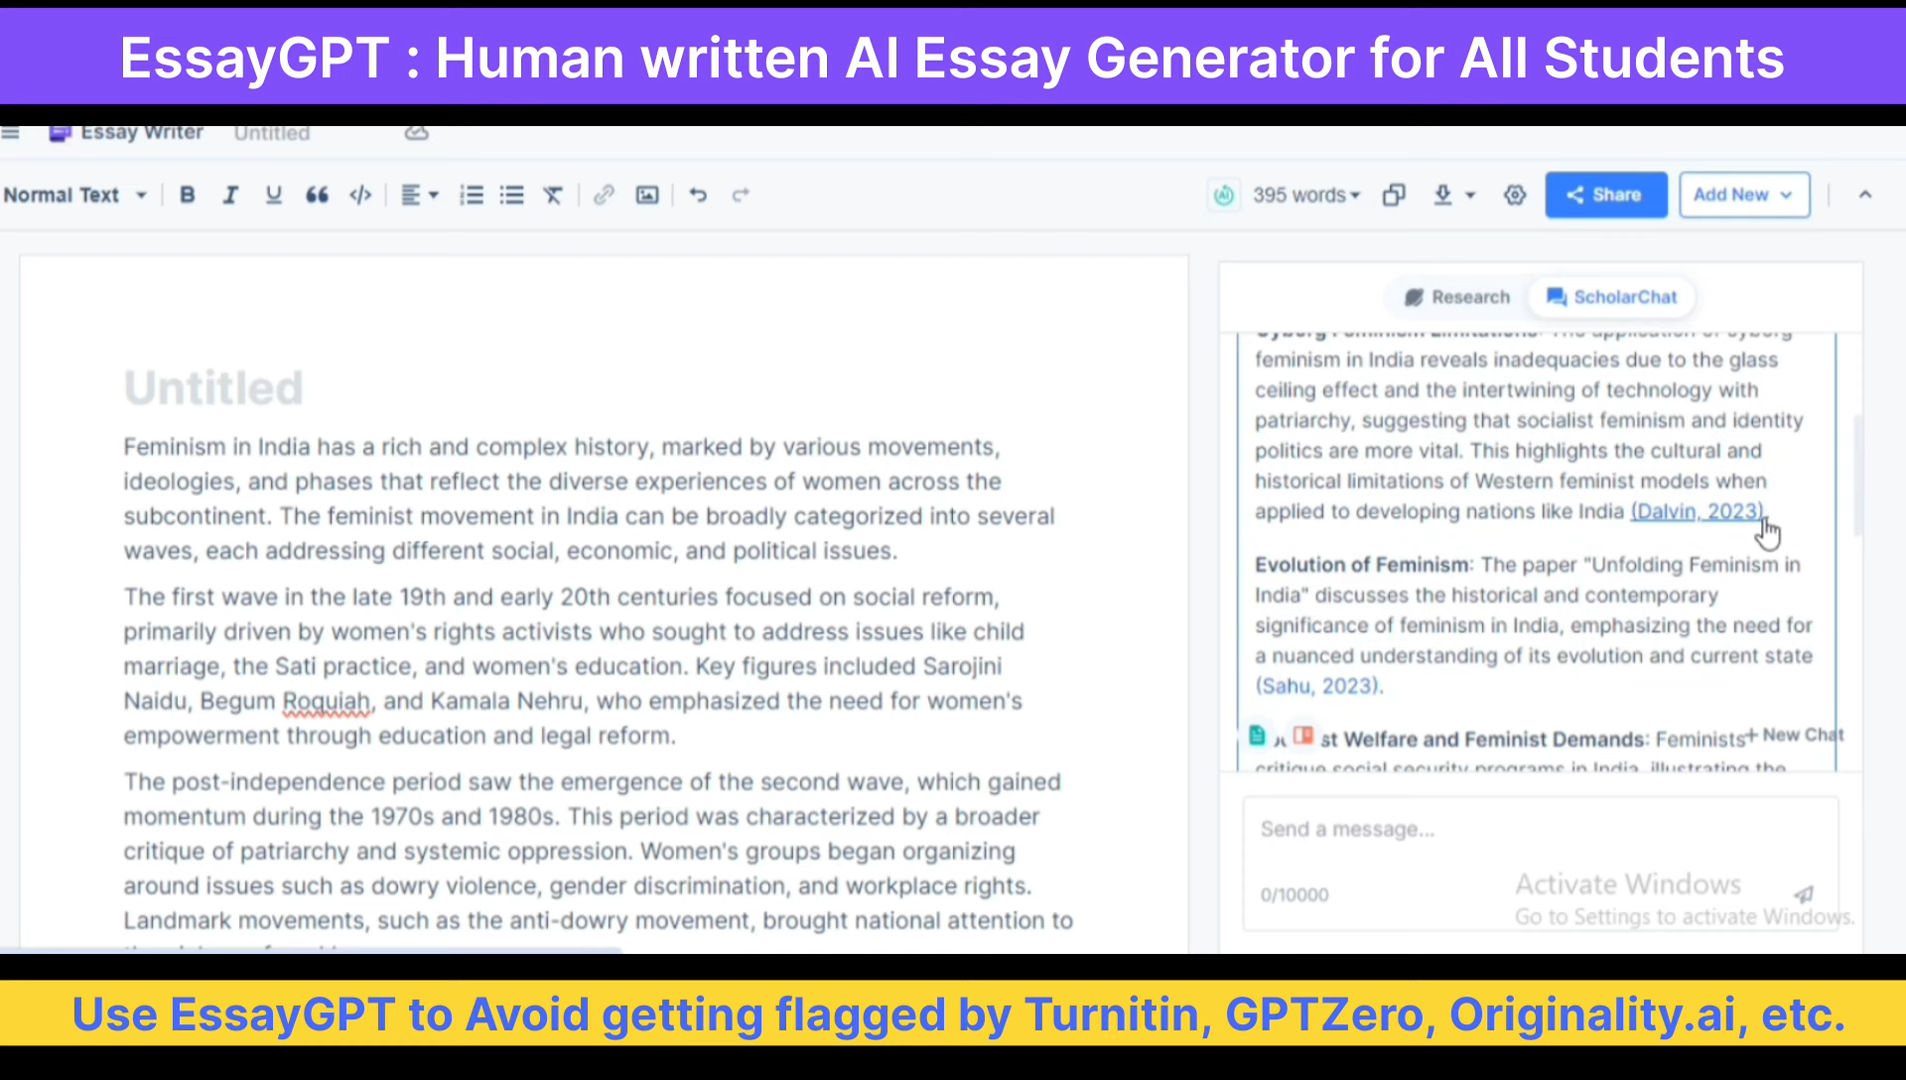 EssayGPT : Human written AI Essay Generator for All Students
Essay Writer Untitled
Normal Text B I U 395 words Share Add New
Research ScholarChat
Untitled
Feminism in India has a rich and complex history, marked by various movements,
ideologies, and phases that reflect the diverse experiences of women across the
subcontinent. The feminist movement in India can be broadly categorized into several
waves, each addressing different social, economic, and political issues.
The first wave in the late 19th and early 20th centuries focused on social reform,
primarily driven by women's rights activists who sought to address issues like child
marriage, the Sati practice, and women's education. Key figures included Sarojini
Naidu, Begum Roquiah, and Kamala Nehru, who emphasized the need for women's
empowerment through education and legal reform.
The post-independence period saw the emergence of the second wave, which gained
momentum during the 1970s and 1980s. This period was characterized by a broader
critique of patriarchy and systemic oppression. Women's groups began organizing
around issues such as dowry violence, gender discrimination, and workplace rights.
Landmark movements, such as the anti-dowry movement, brought national attention to
Cyborg Feminism Limitations: The application of cyborg
feminism in India reveals inadequacies due to the glass
ceiling effect and the intertwining of technology with
patriarchy, suggesting that socialist feminism and identity
politics are more vital. This highlights the cultural and
historical limitations of Western feminist models when
applied to developing nations like India (Dalvin, 2023).
Evolution of Feminism: The paper "Unfolding Feminism in
India" discusses the historical and contemporary
significance of feminism in India, emphasizing the need for
a nuanced understanding of its evolution and current state
(Sahu, 2023).
st Welfare and Feminist Demands: Feminists + New Chat
critique social security programs in India, illustrating the
Send a message...
0/10000
Activate Windows
Go to Settings to activate Windows.
Use EssayGPT to Avoid getting flagged by Turnitin, GPTZero, Originality.ai, etc.